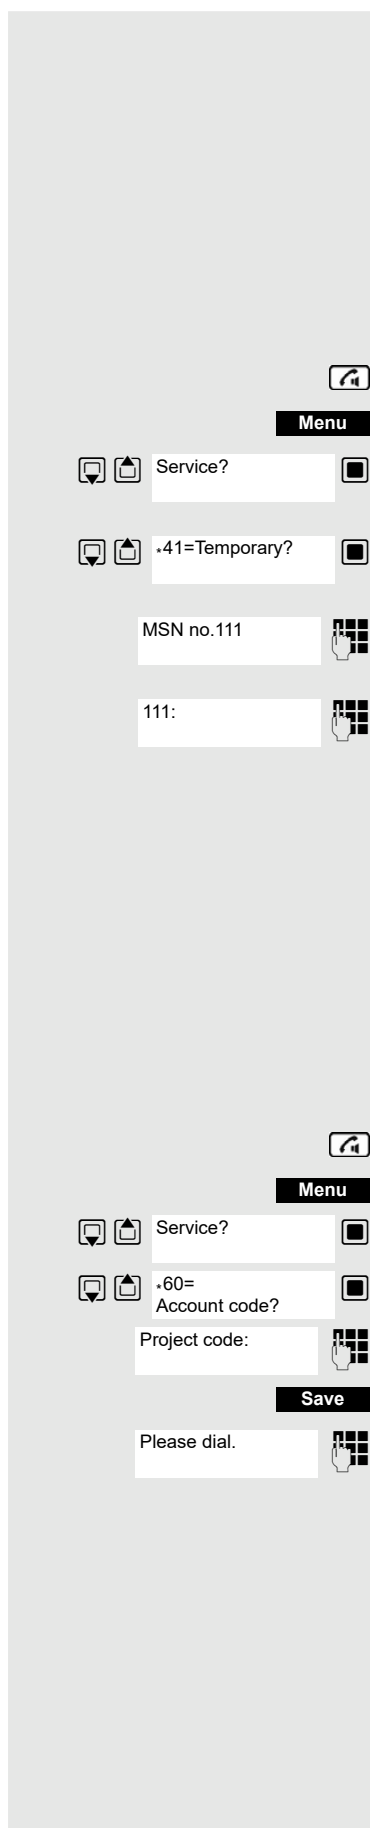 Menu
Service?
*41=Temporary?
MSN no.111
111:
Menu
Service?
*60=
Account code?
Project code:
Save
Please dial.